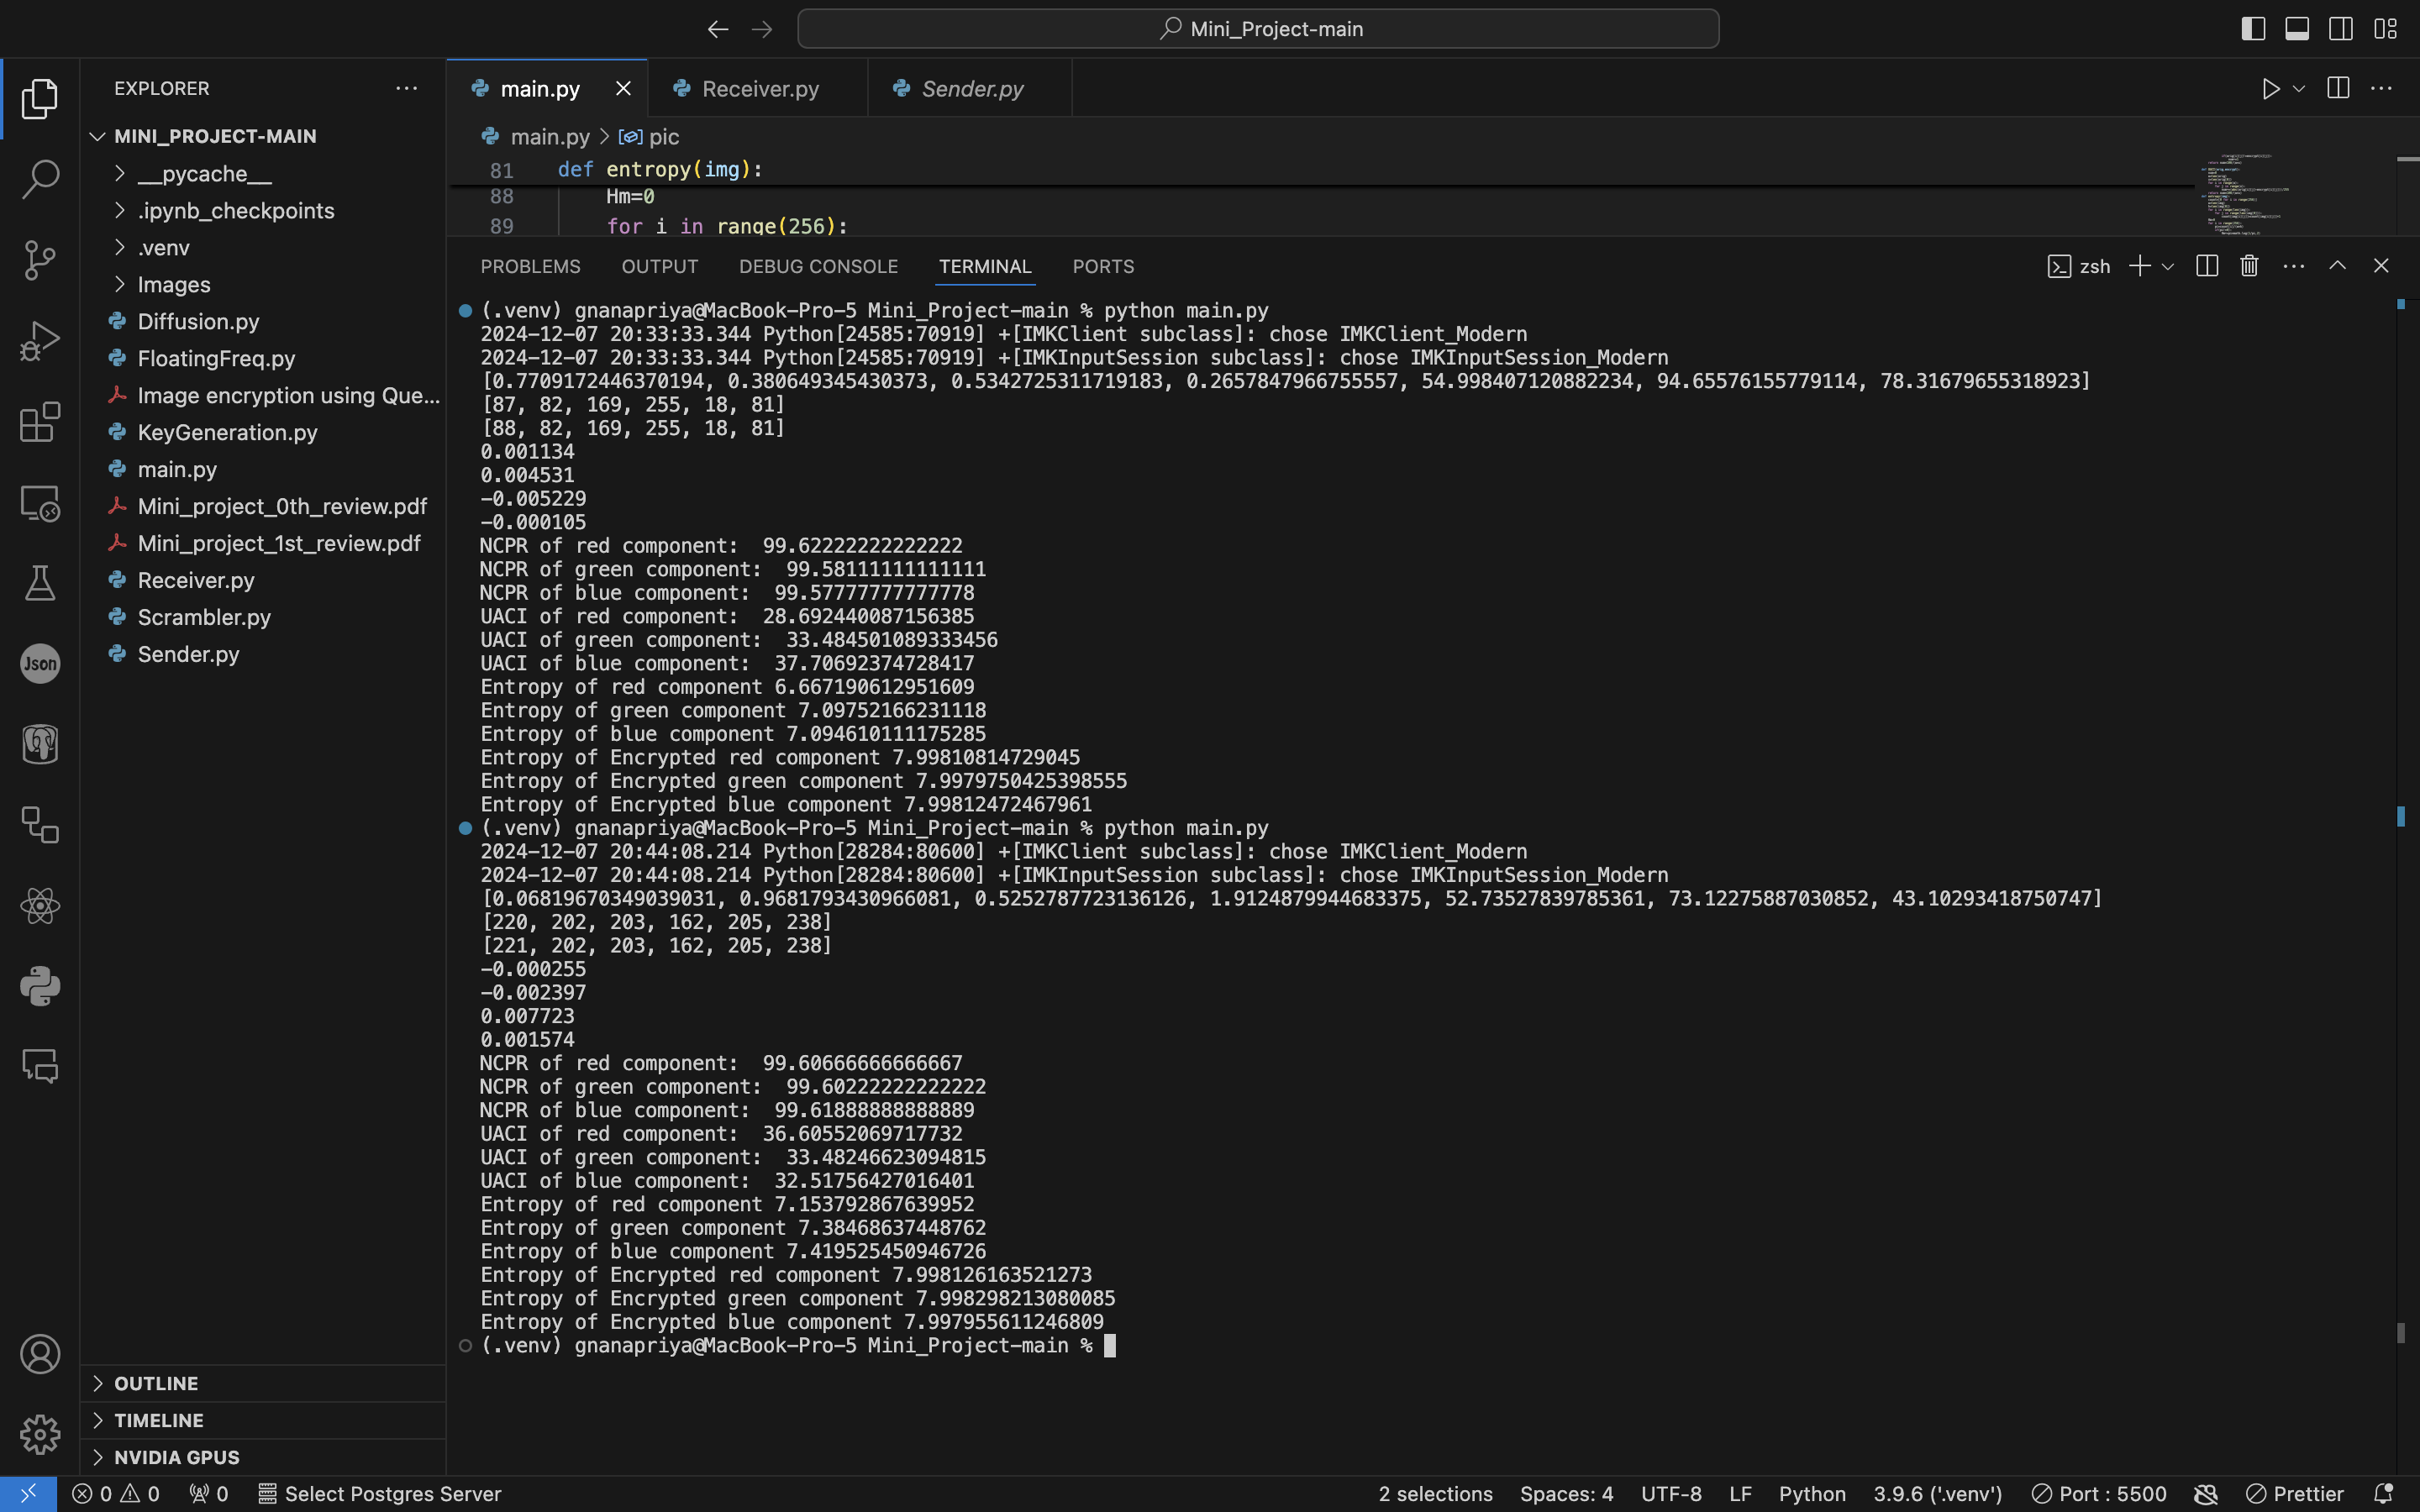 Mini_Project-main
EXPLORER
MINI_PROJECT-MAIN
__pycache__
.ipynb_checkpoints
.venv
Images
Diffusion.py
FloatingFreq.py
Image encryption using Que...
KeyGeneration.py
main.py
Mini_project_0th_review.pdf
Mini_project_1st_review.pdf
Receiver.py
Scrambler.py
Sender.py
OUTLINE
TIMELINE
NVIDIA GPUS
Json
main.py
Receiver.py
Sender.py
main.py > pic
81 def entropy(img):
88 Hm=0
89 for i in range(256):
PROBLEMS OUTPUT DEBUG CONSOLE TERMINAL PORTS
zsh
(.venv) gnanapriya@MacBook-Pro-5 Mini_Project-main % python main.py
2024-12-07 20:33:33.344 Python[24585:70919] +[IMKClient subclass]: chose IMKClient_Modern
2024-12-07 20:33:33.344 Python[24585:70919] +[IMKInputSession subclass]: chose IMKInputSession_Modern
[0.7709172446370194, 0.380649345430373, 0.5342725311719183, 0.2657847966755557, 54.998407120882234, 94.65576155779114, 78.31679655318923]
[87, 82, 169, 255, 18, 81]
[88, 82, 169, 255, 18, 81]
0.001134
0.004531
-0.005229
-0.000105
NCPR of red component:  99.62222222222222
NCPR of green component:  99.58111111111111
NCPR of blue component:  99.57777777777778
UACI of red component:  28.692440087156385
UACI of green component:  33.484501089333456
UACI of blue component:  37.70692374728417
Entropy of red component 6.667190612951609
Entropy of green component 7.09752166231118
Entropy of blue component 7.094610111175285
Entropy of Encrypted red component 7.99810814729045
Entropy of Encrypted green component 7.9979750425398555
Entropy of Encrypted blue component 7.99812472467961
(.venv) gnanapriya@MacBook-Pro-5 Mini_Project-main % python main.py
2024-12-07 20:44:08.214 Python[28284:80600] +[IMKClient subclass]: chose IMKClient_Modern
2024-12-07 20:44:08.214 Python[28284:80600] +[IMKInputSession subclass]: chose IMKInputSession_Modern
[0.06819670349039031, 0.9681793430966081, 0.5252787723136126, 1.9124879944683375, 52.73527839785361, 73.12275887030852, 43.10293418750747]
[220, 202, 203, 162, 205, 238]
[221, 202, 203, 162, 205, 238]
-0.000255
-0.002397
0.007723
0.001574
NCPR of red component:  99.60666666666667
NCPR of green component:  99.60222222222222
NCPR of blue component:  99.61888888888889
UACI of red component:  36.60552069717732
UACI of green component:  33.48246623094815
UACI of blue component:  32.51756427016401
Entropy of red component 7.153792867639952
Entropy of green component 7.38468637448762
Entropy of blue component 7.419525450946726
Entropy of Encrypted red component 7.998126163521273
Entropy of Encrypted green component 7.998298213080085
Entropy of Encrypted blue component 7.997955611246809
(.venv) gnanapriya@MacBook-Pro-5 Mini_Project-main %
0 0 0 Select Postgres Server 2 selections Spaces: 4 UTF-8 LF Python 3.9.6 ('.venv') Port : 5500 Prettier